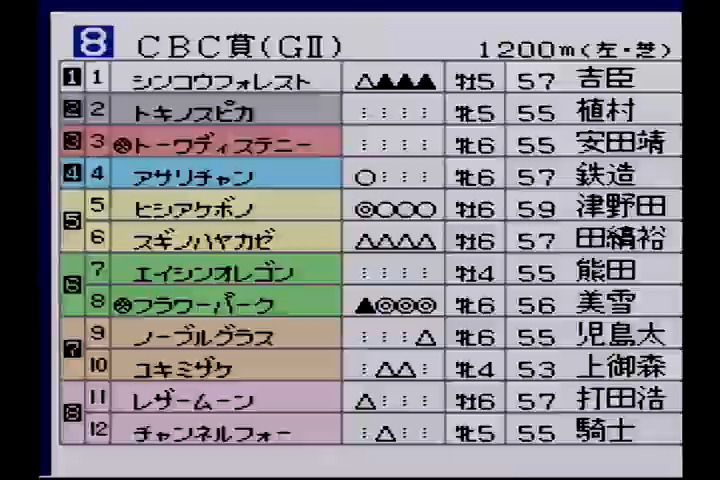 8 CBC賞(GⅡ) 1200m(左・芝)
1 1 シンコウフォレスト △▲▲▲ 牡5 57 吉臣
2 2 トキノスピカ :::: 牝5 55 植村
3 3 トーワディステニー :::: 牡6 55 安田靖
4 4 アサリチャン ○::: 牝6 57 鉄造
5 5 ヒシアケボノ ◎○○○ 牡6 59 津野田
6 スギノハヤカゼ △△△△ 牡6 57 田縞裕
6 7 エイシンオレゴン :::: 牡4 55 熊田
8 フラワーパーク ▲◎◎◎ 牝6 56 美雪
7 9 ノーブルグラス :::△ 牝6 55 児島太
10 ユキミザケ :△△: 牝4 53 上御森
8 11 レザームーン △::: 牡6 57 打田浩
12 チャンネルフォー :△:: 牝5 55 騎士